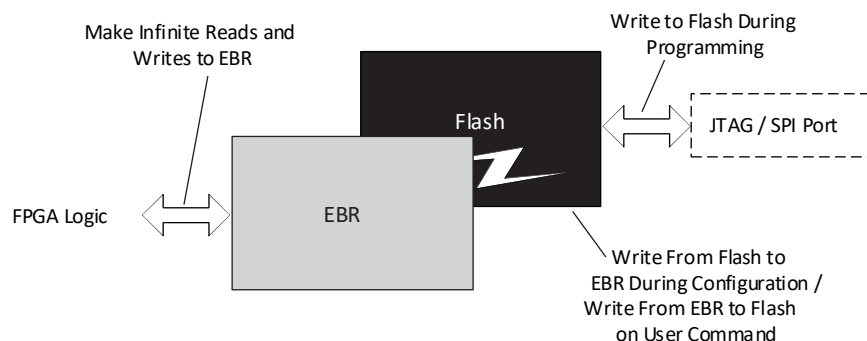 Make Infinite Reads and
Writes to EBR
Write to Flash During
Programming
Flash
JTAG / SPI Port
FPGA Logic
EBR
Write From Flash to
EBR During Configuration /
Write From EBR to Flash
on User Command